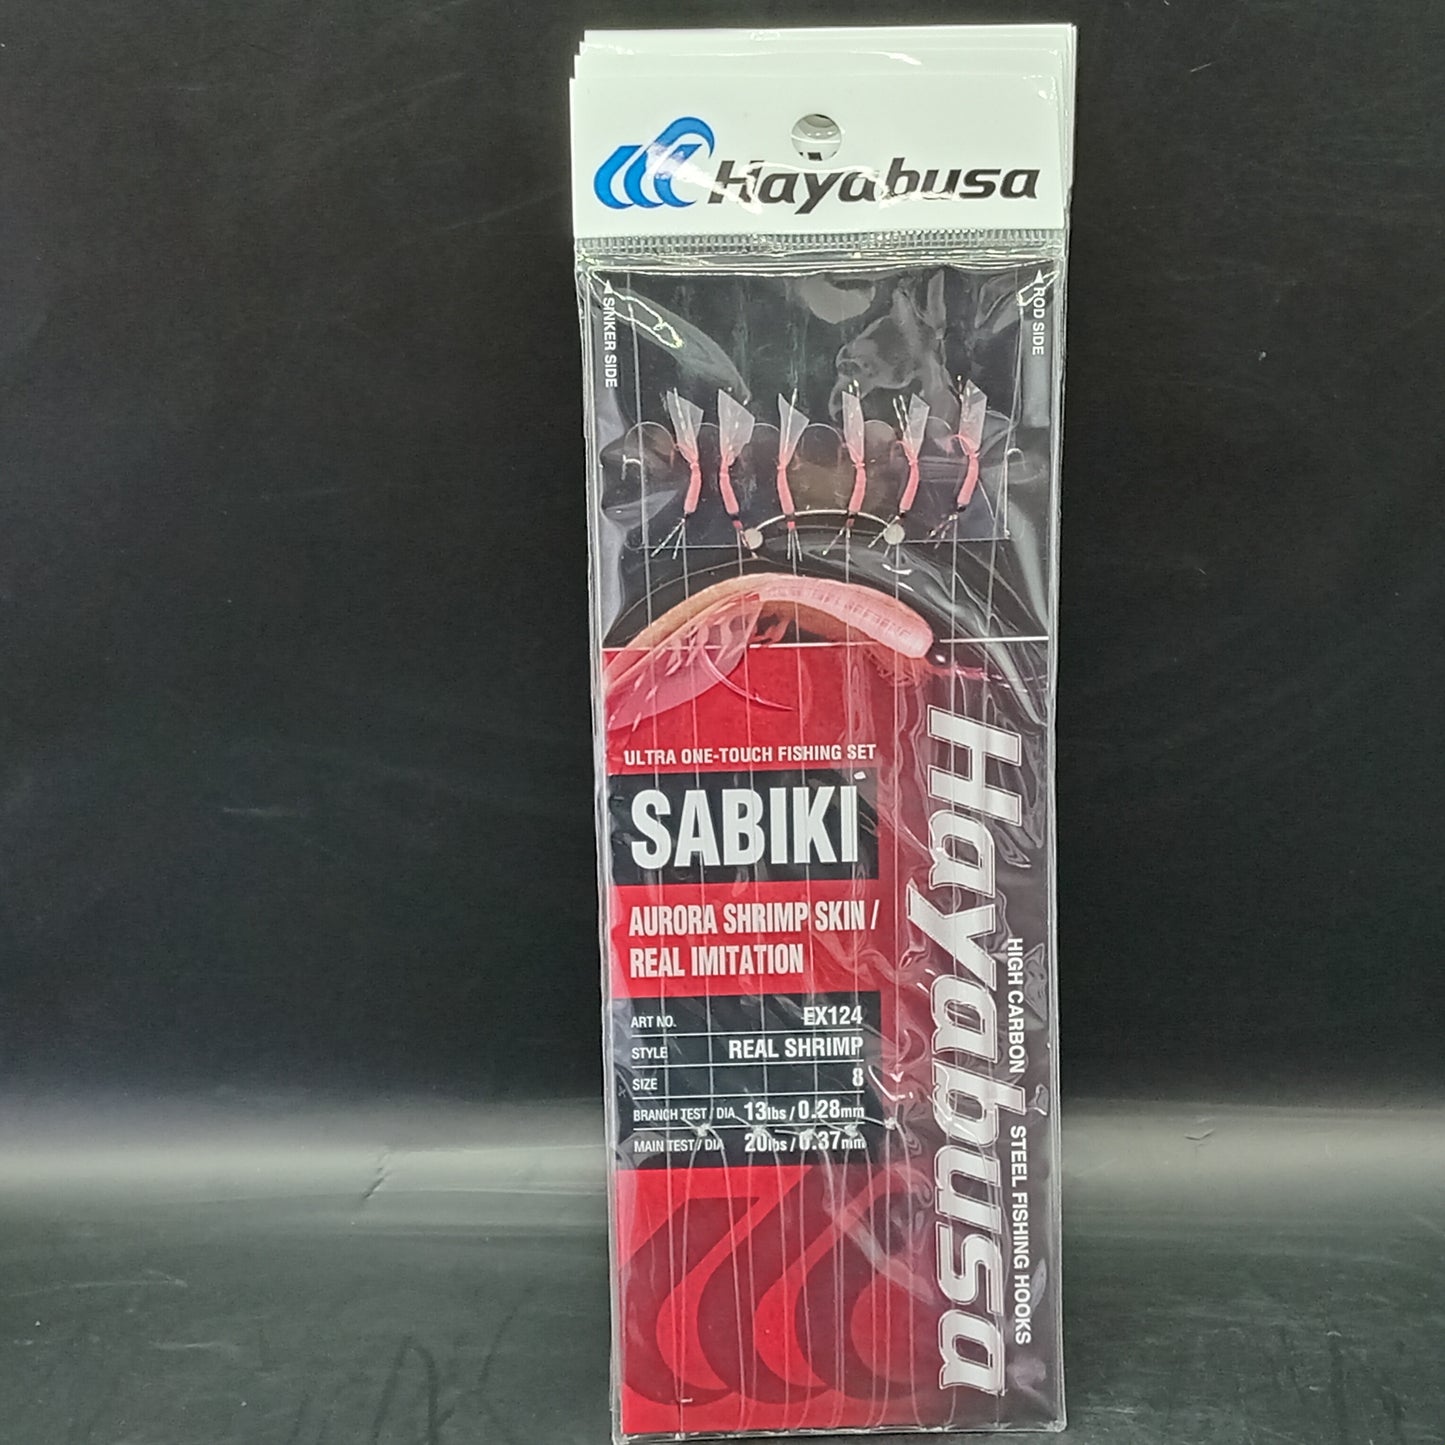 Hayabusa
SINKER SIDE
ROD SIDE
ULTRA ONE-TOUCH FISHING SET
SABIKI
AURORA SHRIMP SKIN /
REAL IMITATION
ART NO. EX124
STYLE REAL SHRIMP
SIZE 8
BRANCH TEST / DIA 13lbs / 0.28mm
MAIN TEST / DIA 20lbs / 0.37mm
Hayabusa
HIGH CARBON STEEL FISHING HOOKS